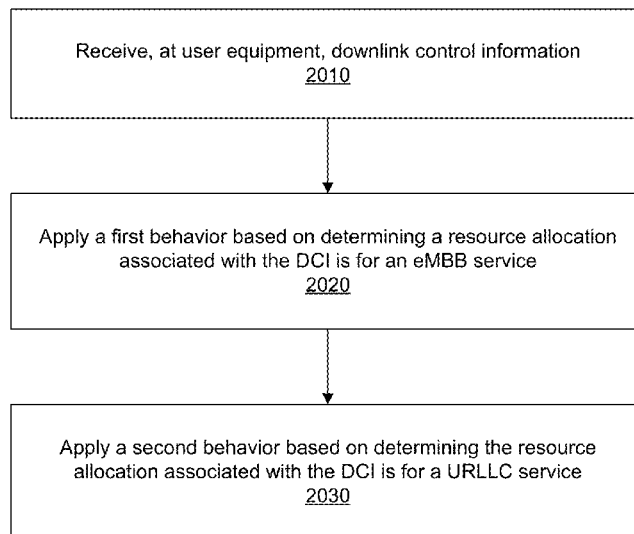 Receive, at user equipment, downlink control information
2010
Apply a first behavior based on determining a resource allocation
associated with the DCI is for an eMBB service
2020
Apply a second behavior based on determining the resource
allocation associated with the DCI is for a URLLC service
2030